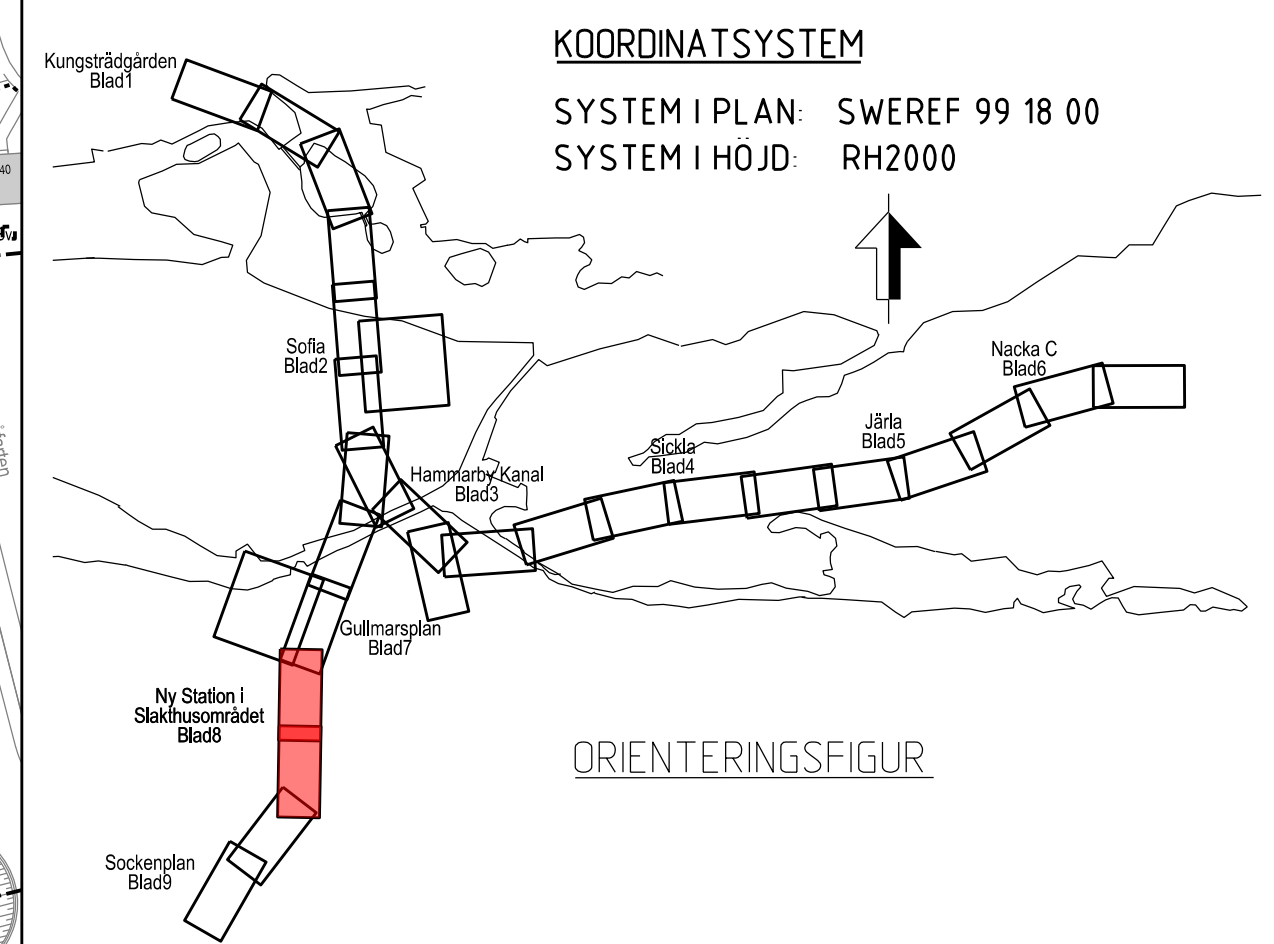 KOORDINATSYSTEM
SYSTEM I PLAN: SWEREF 99 18 00
SYSTEM I HÖJD: RH2000
Kungsträdgården
Blad1
Sofia
Blad2
Nacka C
Blad6
Järla
Blad5
Sickla
Blad4
Hammarby Kanal
Blad3
Gullmarsplan
Blad7
Ny Station i
Slakthusområdet
Blad8
ORIENTERINGSFIGUR
Sockenplan
Blad9
40